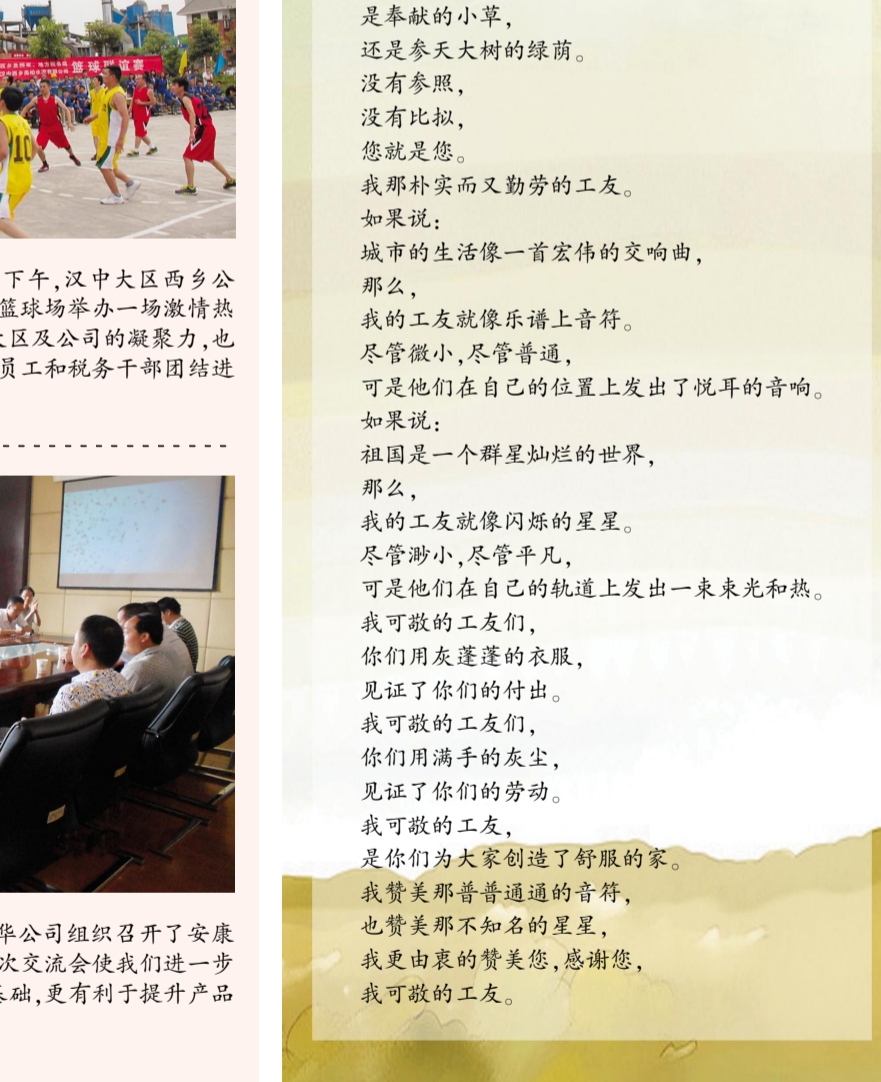 篮球联谊赛
10
下午,汉中大区西乡公
篮球场举办一场激情热
大区及公司的凝聚力,也
员工和税务干部团结进
华公司组织召开了安康
次交流会使我们进一步
基础,更有利于提升产品
是奉献的小草,
还是参天大树的绿荫。
没有参照,
没有比拟,
您就是您。
我那朴实而又勤劳的工友。
如果说:
城市的生活像一首宏伟的交响曲,
那么,
我的工友就像乐谱上音符。
尽管微小,尽管普通,
可是他们在自己的位置上发出了悦耳的音响。
如果说:
祖国是一个群星灿烂的世界,
那么,
我的工友就像闪烁的星星。
尽管渺小,尽管平凡,
可是他们在自己的轨道上发出一束束光和热。
我可敬的工友们,
你们用灰蓬蓬的衣服,
见证了你们的付出。
我可敬的工友们,
你们用满手的灰尘,
见证了你们的劳动。
我可敬的工友,
是你们为大家创造了舒服的家。
我赞美那普普通通的音符,
也赞美那不知名的星星,
我更由衷的赞美您,感谢您,
我可敬的工友。